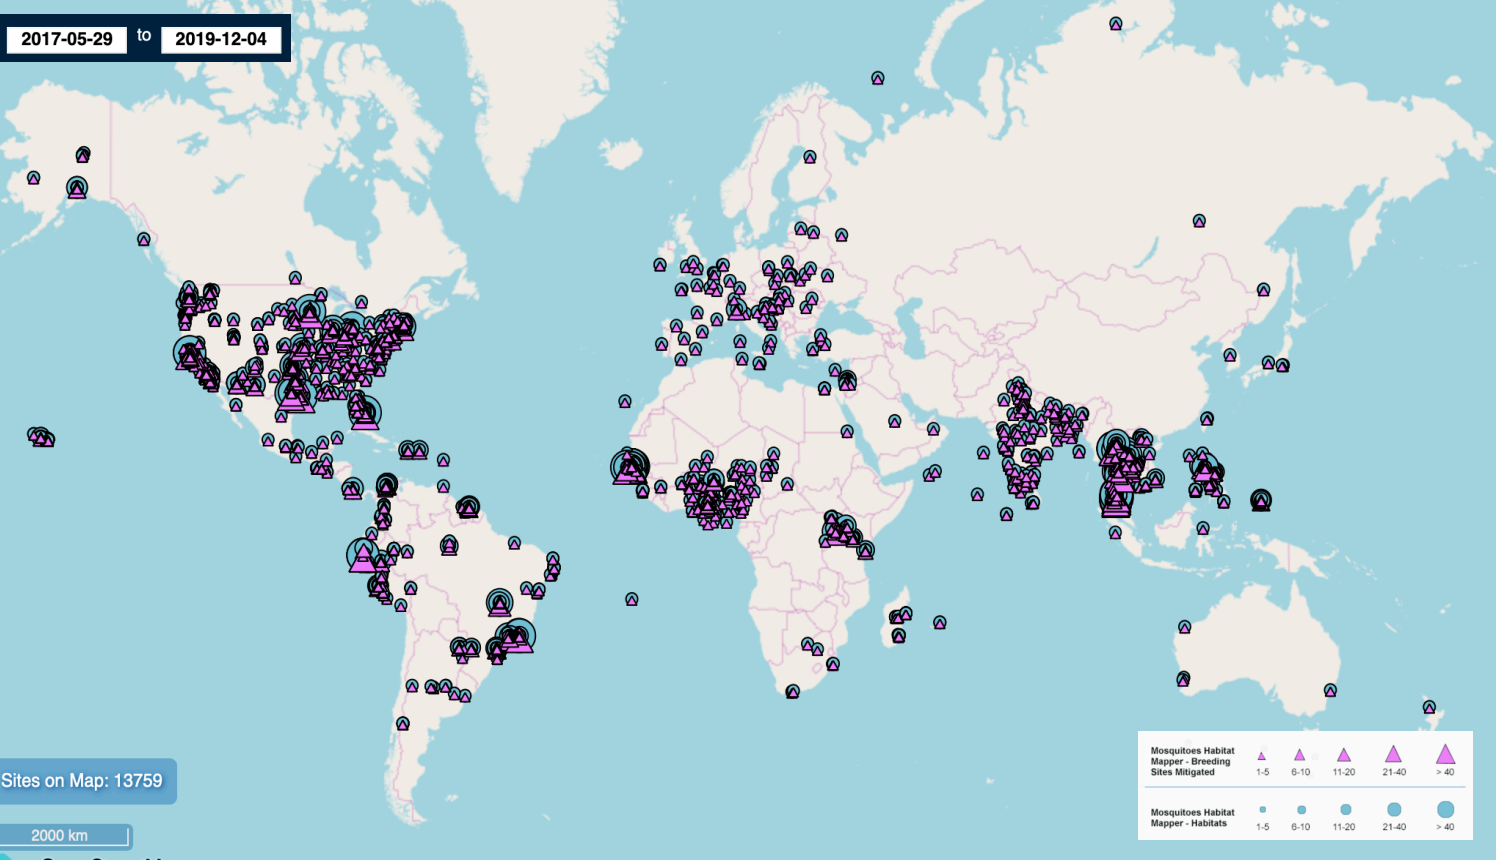 2017-05-29 to 2019-12-04
Sites on Map: 13759
2000 km
Mosquitoes Habitat
Mapper - Breeding
Sites Mitigated
1-5 6-10 11-20 21-40 > 40
Mosquitoes Habitat
Mapper - Habitats
1-5 6-10 11-20 21-40 > 40